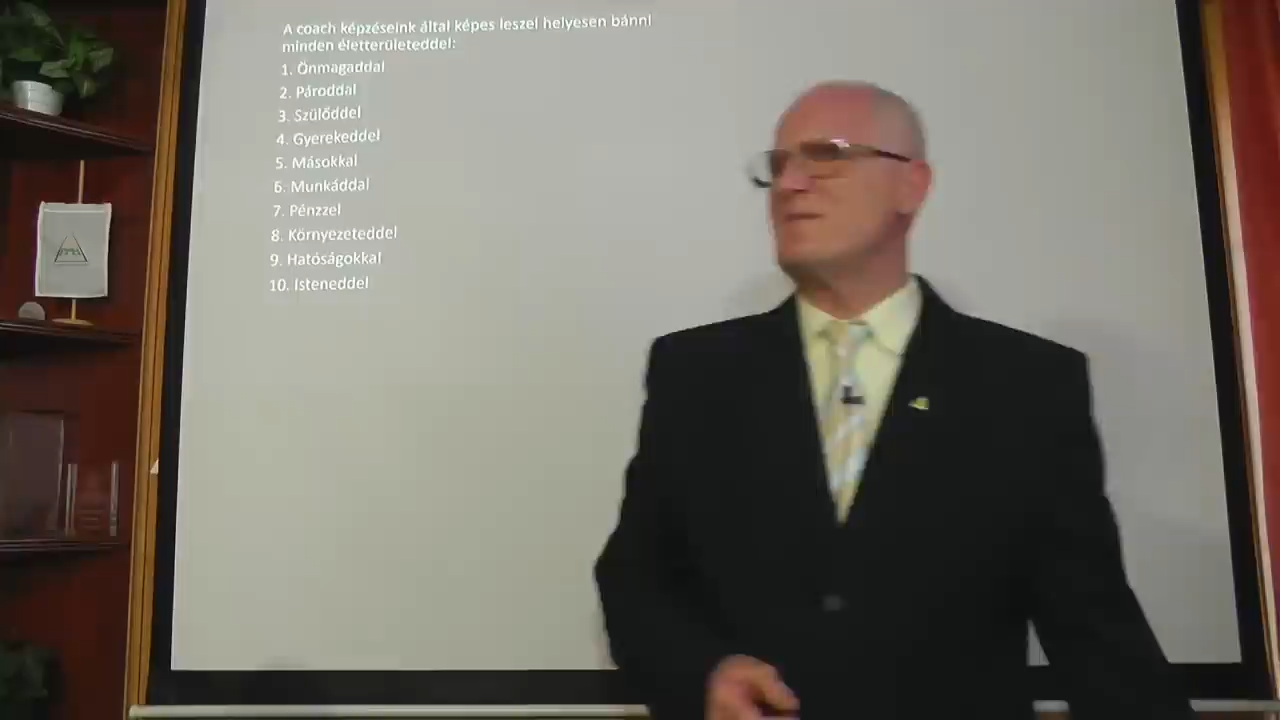 A coach képzéseink által képes leszel helyesen bánni
minden életterületeddel:
1. Önmagaddal
2. Pároddal
3. Szülőddel
4. Gyerekeddel
5. Másokkal
6. Munkáddal
7. Pénzzel
8. Környezeteddel
9. Hatóságokkal
10. Isteneddel